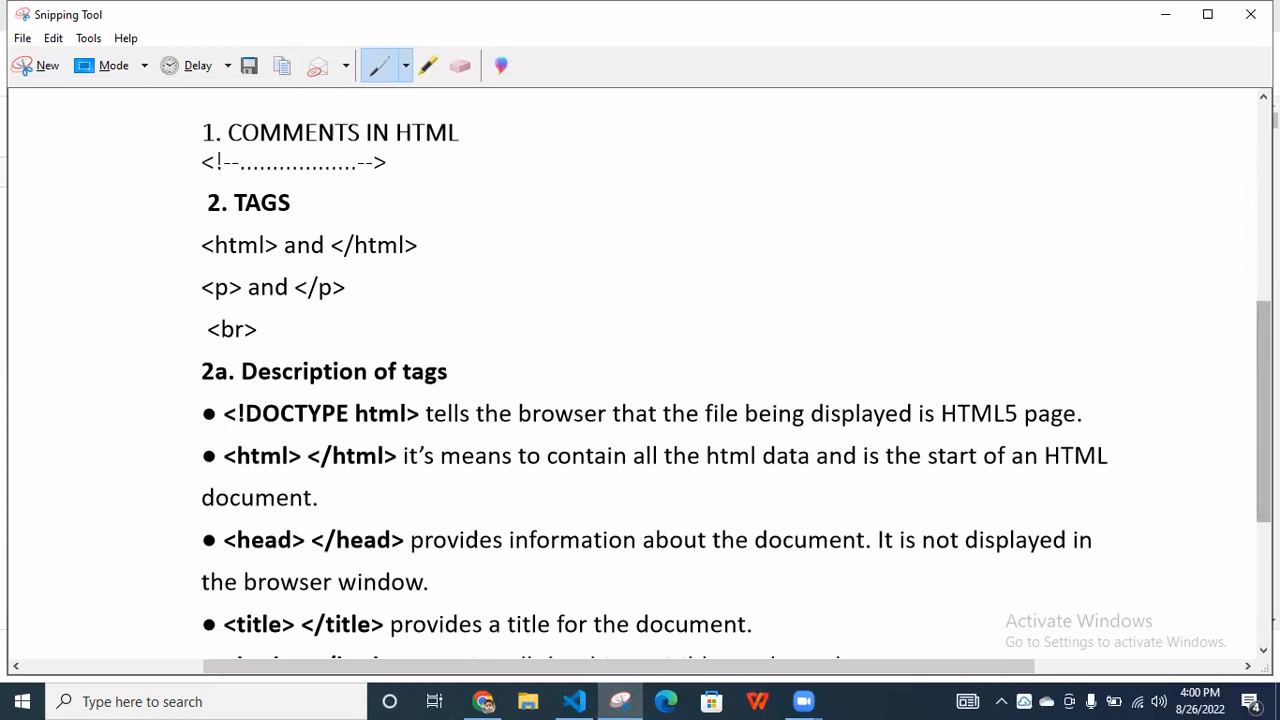 Snipping Tool
File Edit Tools Help
New Mode Delay
1. COMMENTS IN HTML
<!--..................-->
2. TAGS
<html> and </html>
<p> and </p>
<br>
2a. Description of tags
● <!DOCTYPE html> tells the browser that the file being displayed is HTML5 page.
● <html> </html> it’s means to contain all the html data and is the start of an HTML
document.
● <head> </head> provides information about the document. It is not displayed in
the browser window.
● <title> </title> provides a title for the document.
Activate Windows
Go to Settings to activate Windows.
Type here to search
4:00 PM
8/26/2022
4